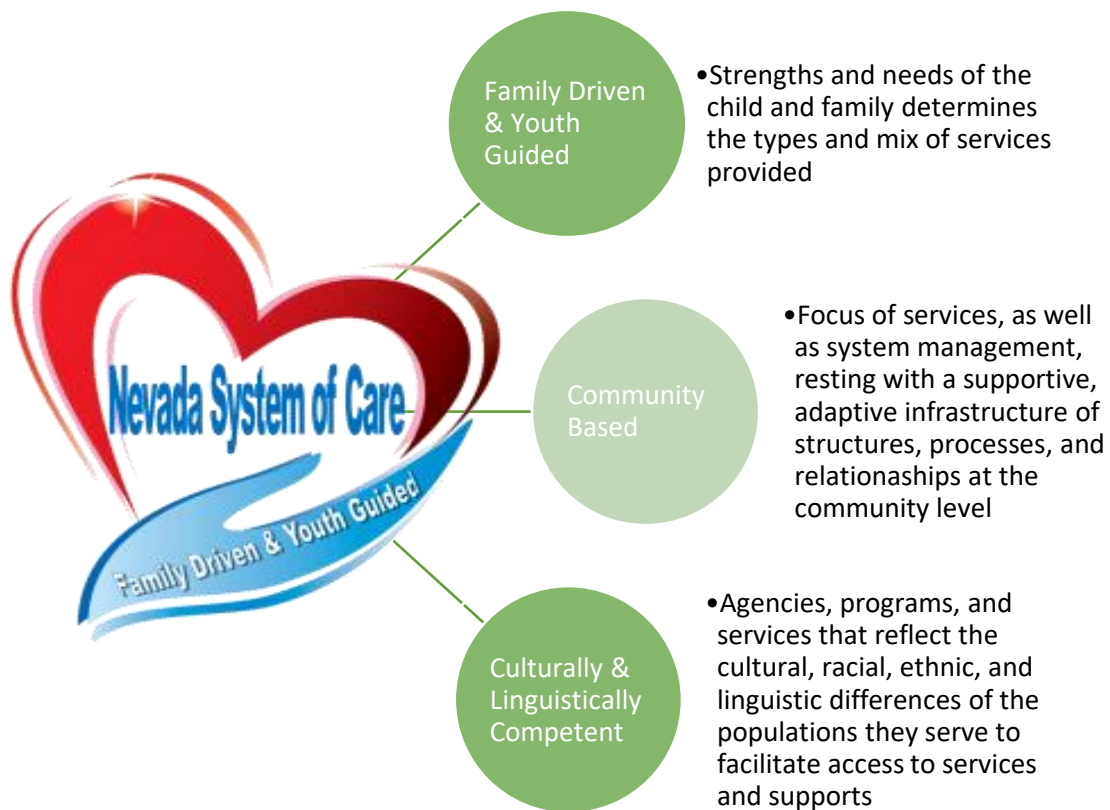 Family Driven
& Youth
Guided
•Strengths and needs of the
child and family determines
the types and mix of services
provided
Nevada System of Care
Family Driven & Youth Guided
Community
Based
•Focus of services, as well
as system management,
resting with a supportive,
adaptive infrastructure of
structures, processes, and
relationships at the
community level
Culturally &
Linguistically
Competent
•Agencies, programs, and
services that reflect the
cultural, racial, ethnic, and
linguistic differences of the
populations they serve to
facilitate access to services
and supports